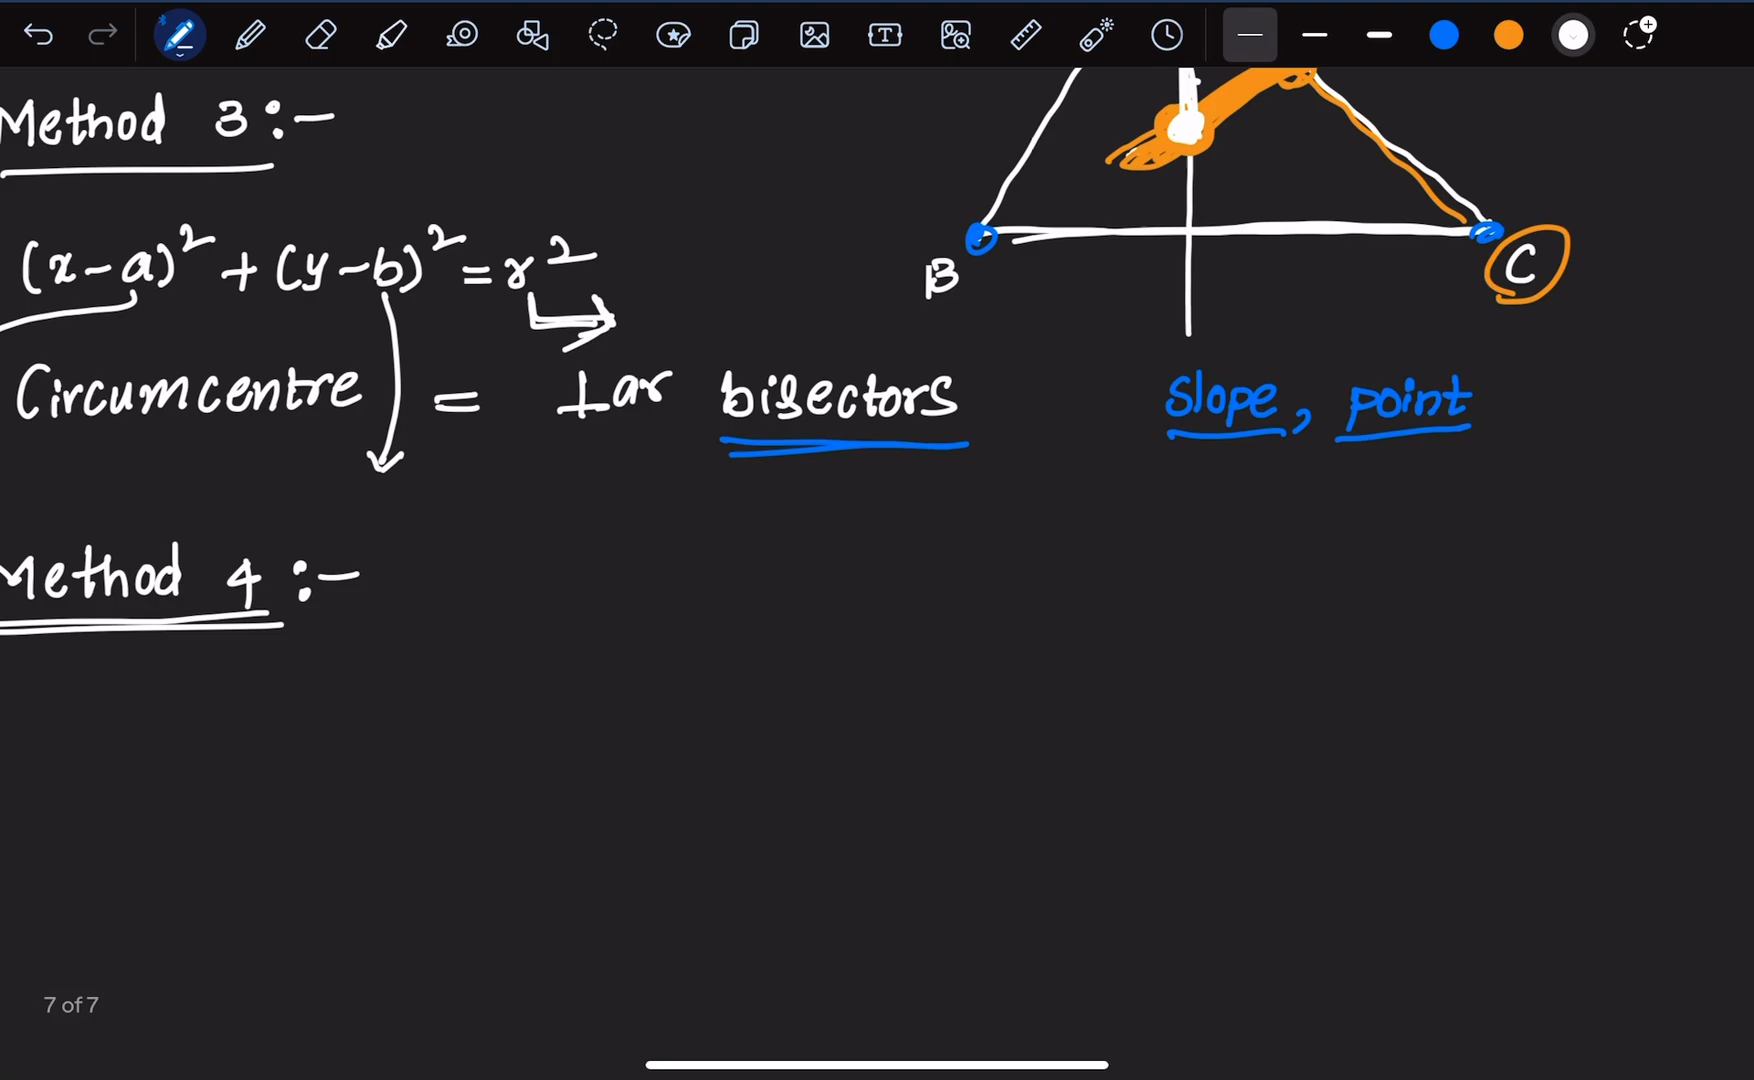 Method 3:-
(x-a)² + (y-b)² = r²
B
C
Circumcentre = ⊥ar bisectors
Slope, point
Method 4 :-
7 of 7